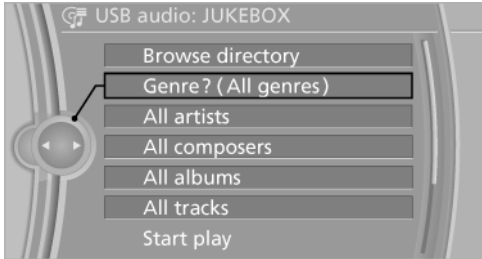 USB audio: JUKEBOX
Browse directory
Genre? (All genres)
All artists
All composers
All albums
All tracks
Start play